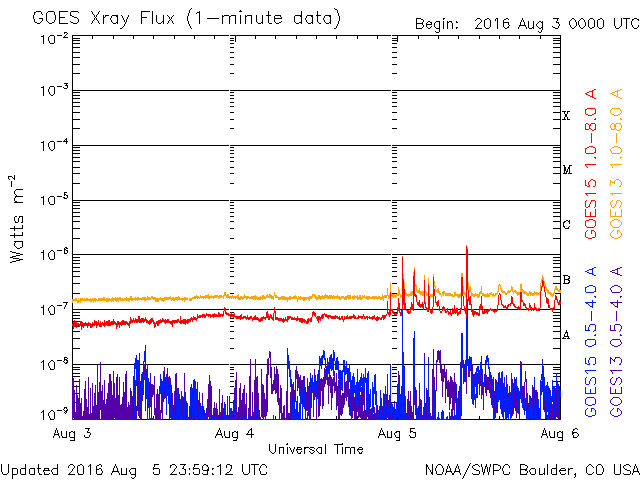 GOES Xray Flux (1-minute data) Begin: 2016 Aug 3 0000 UTC
10⁻²
10⁻³
10⁻⁴
10⁻⁵
10⁻⁶
10⁻⁷
10⁻⁸
10⁻⁹
Watts m⁻²
X
M
C
B
A
GOES15 1.0-8.0 A
GOES13 1.0-8.0 A
GOES15 0.5-4.0 A
GOES13 0.5-4.0 A
Aug 3 Aug 4 Aug 5 Aug 6
Universal Time
Updated 2016 Aug 5 23:59:12 UTC NOAA/SWPC Boulder, CO USA